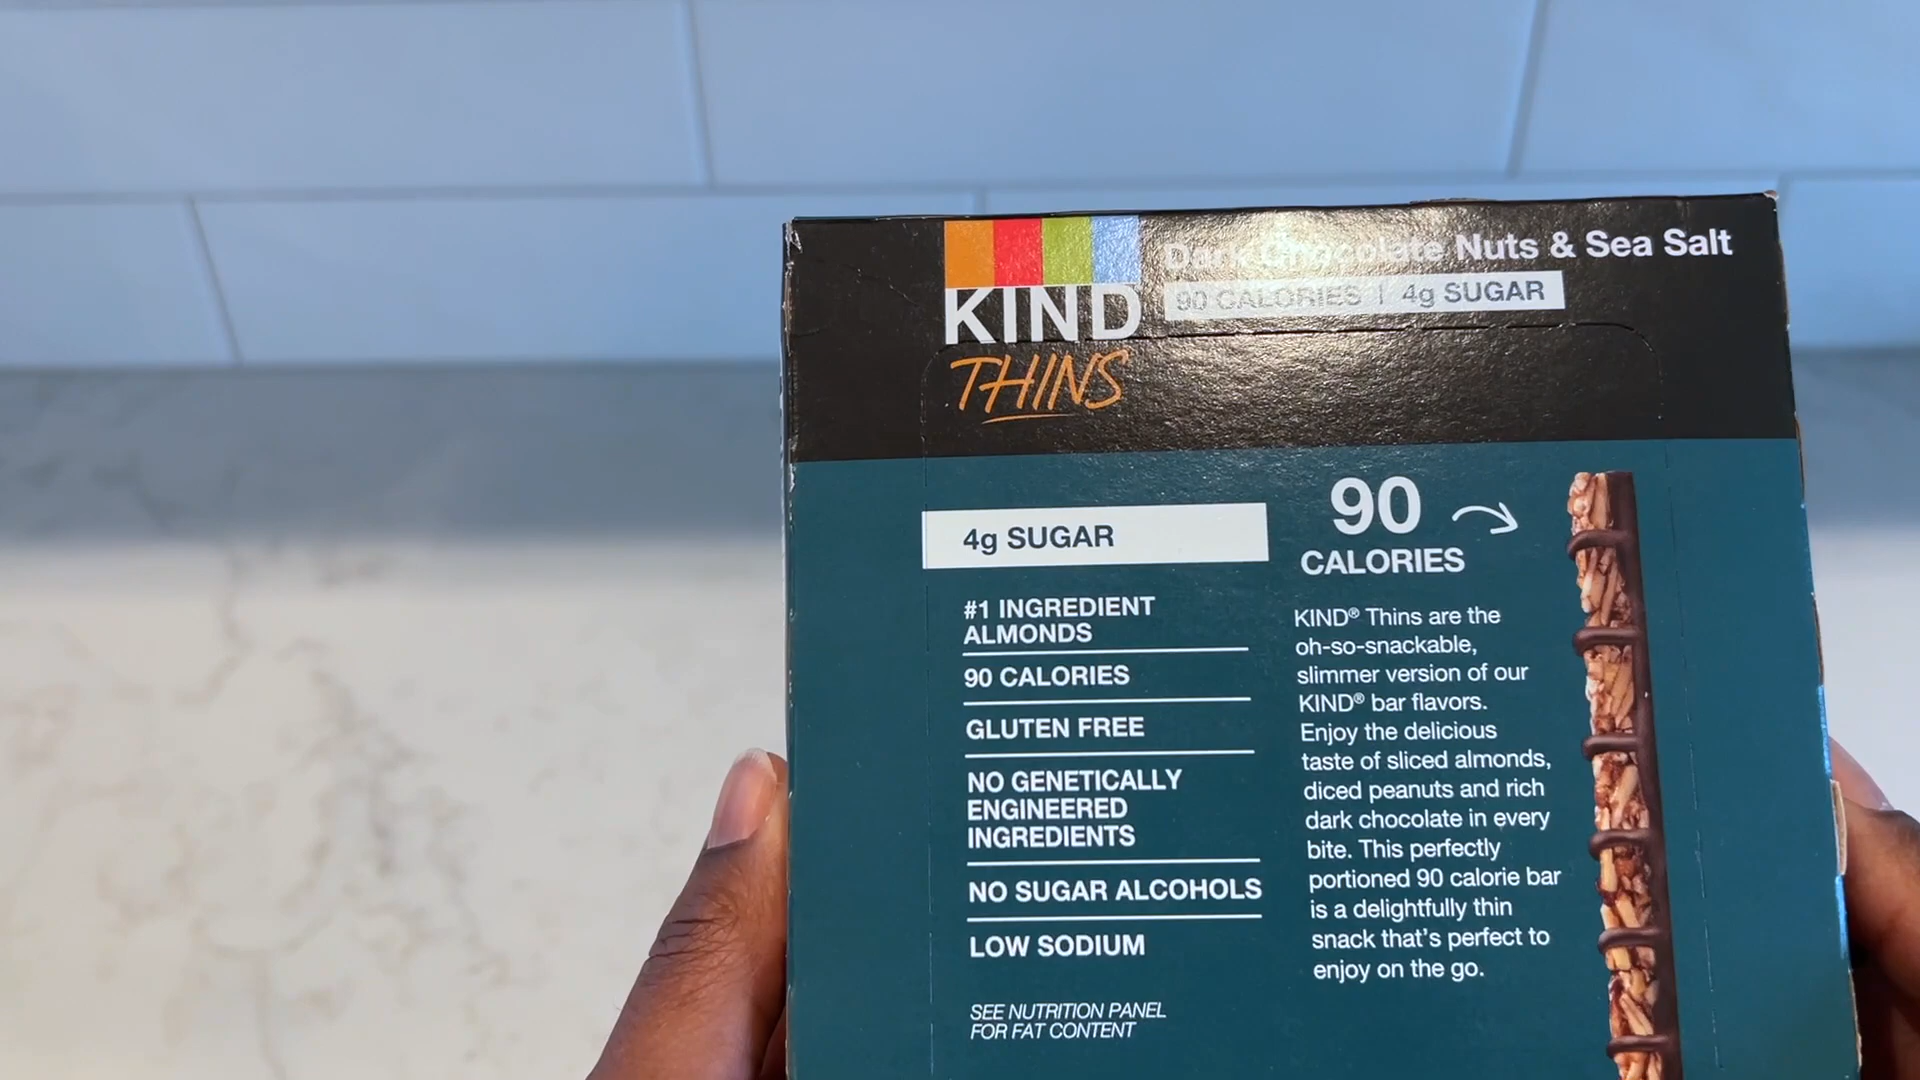 KIND
THINS
Dark Chocolate Nuts & Sea Salt
90 CALORIES | 4g SUGAR
4g SUGAR
#1 INGREDIENT
ALMONDS
90 CALORIES
GLUTEN FREE
NO GENETICALLY
ENGINEERED
INGREDIENTS
NO SUGAR ALCOHOLS
LOW SODIUM
SEE NUTRITION PANEL
FOR FAT CONTENT
90
CALORIES
KIND® Thins are the
oh-so-snackable,
slimmer version of our
KIND® bar flavors.
Enjoy the delicious
taste of sliced almonds,
diced peanuts and rich
dark chocolate in every
bite. This perfectly
portioned 90 calorie bar
is a delightfully thin
snack that's perfect to
enjoy on the go.